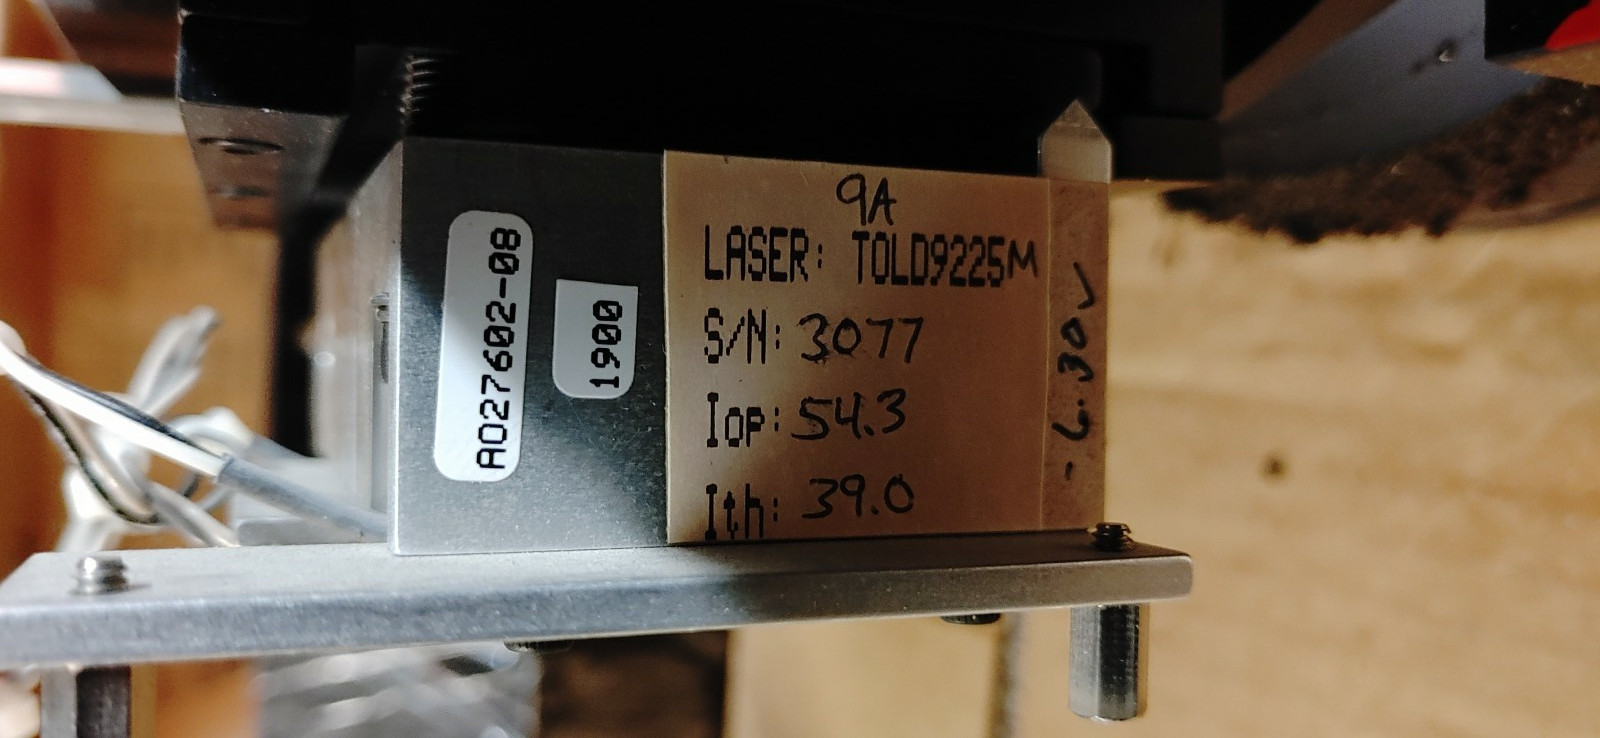 A027602-08
1900
9A
LASER: TOLD9225M
S/N: 3077
Iop: 54.3
Ith: 39.0
-6.30V